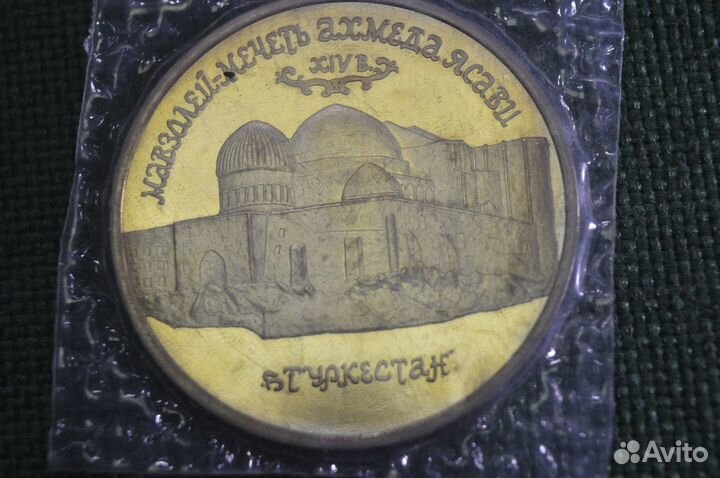 МАВЗОЛЕЙ-МЕЧЕТЬ АХМЕДА ЯСАВИ
XIV В.
Г. ТУРКЕСТАН
Avito